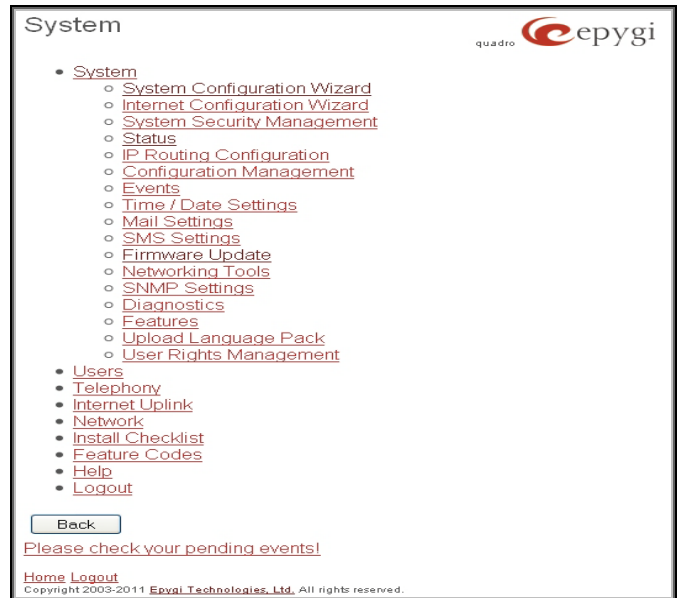 System
quadro epygi
System
System Configuration Wizard
Internet Configuration Wizard
System Security Management
Status
IP Routing Configuration
Configuration Management
Events
Time / Date Settings
Mail Settings
SMS Settings
Firmware Update
Networking Tools
SNMP Settings
Diagnostics
Features
Upload Language Pack
User Rights Management
Users
Telephony
Internet Uplink
Network
Install Checklist
Feature Codes
Help
Logout
Back
Please check your pending events!
Home Logout
Copyright 2003-2011 Epygi Technologies, Ltd. All rights reserved.